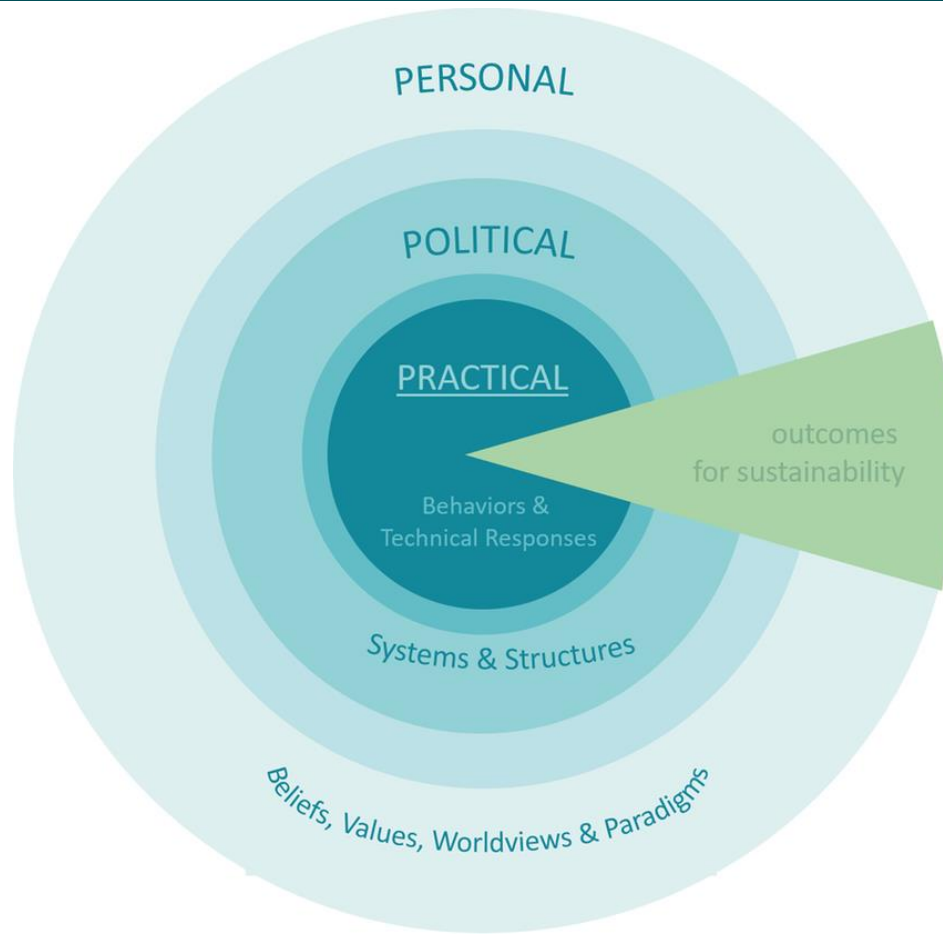 PERSONAL
POLITICAL
PRACTICAL
outcomes
for sustainability
Behaviors &
Technical Responses
Systems & Structures
Beliefs, Values, Worldviews & Paradigms